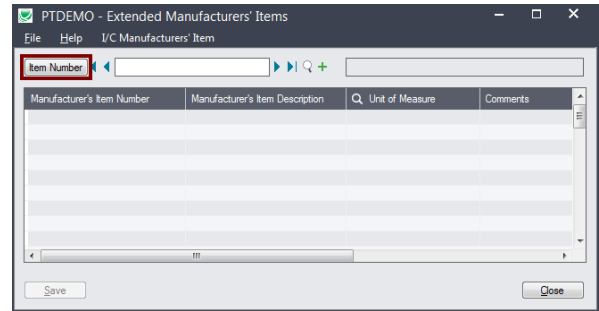 PTDEMO - Extended Manufacturers' Items
File Help I/C Manufacturers' Item
Item Number
Manufacturer's Item Number Manufacturer's Item Description Unit of Measure Comments
Save Close